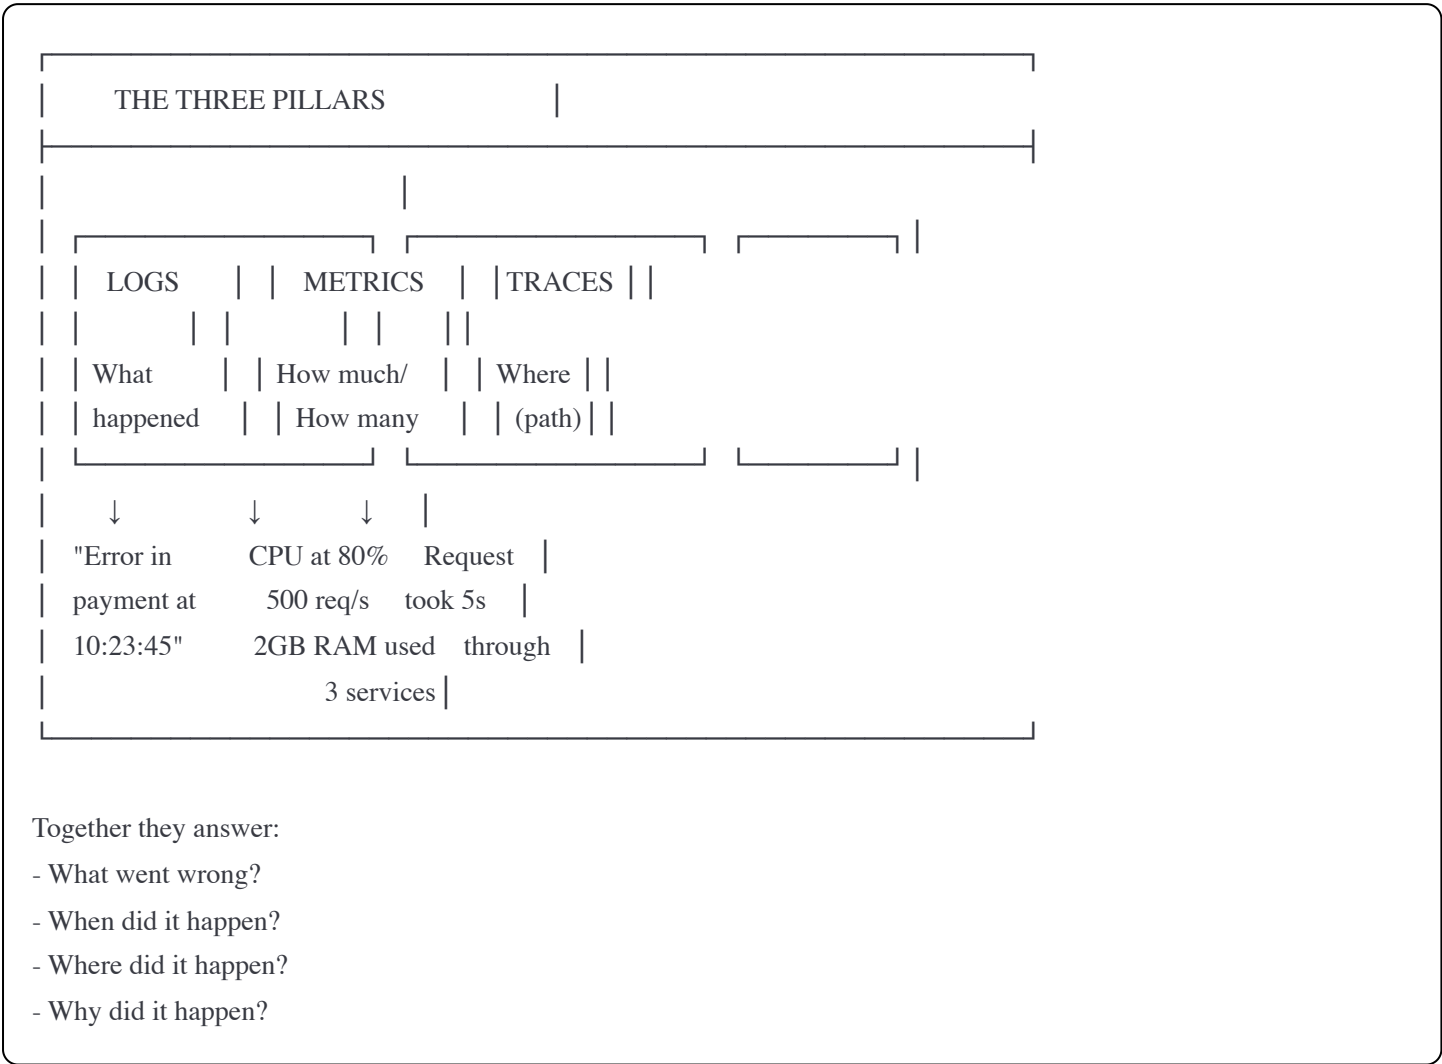 THE THREE PILLARS
LOGS METRICS TRACES
What How much/ Where
happened How many (path)
↓ ↓ ↓
"Error in CPU at 80% Request
payment at 500 req/s took 5s
10:23:45" 2GB RAM used through
3 services
Together they answer:
- What went wrong?
- When did it happen?
- Where did it happen?
- Why did it happen?